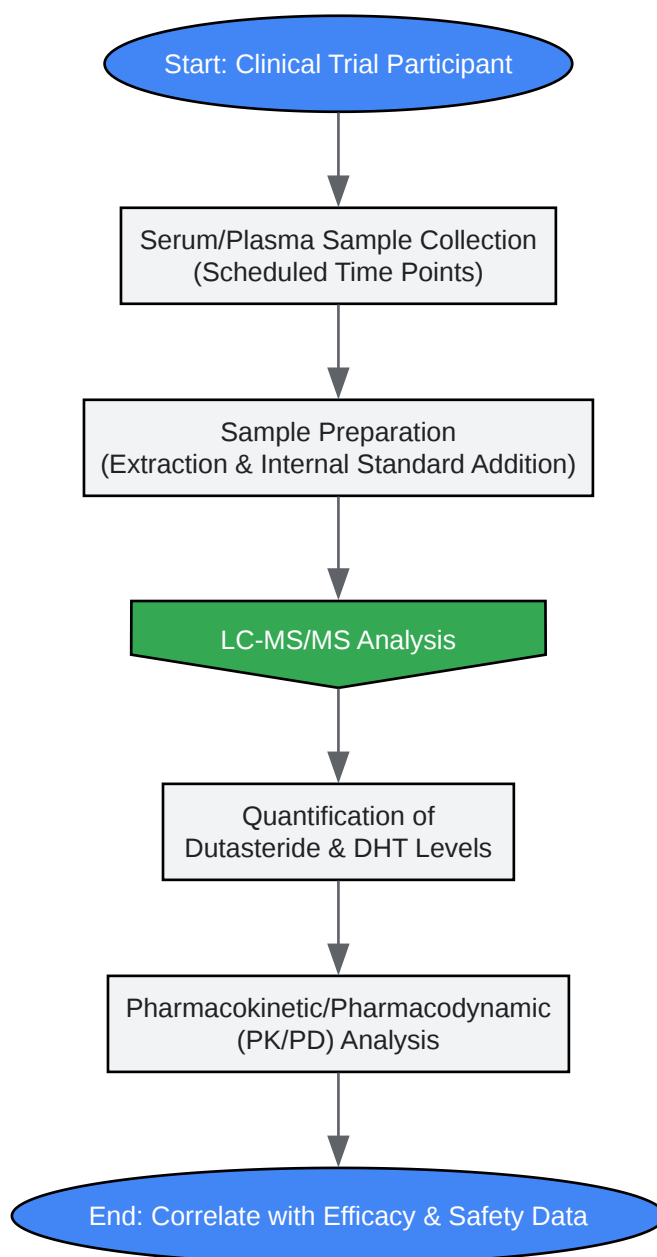 Start: Clinical Trial Participant
Serum/Plasma Sample Collection
(Scheduled Time Points)
Sample Preparation
(Extraction & Internal Standard Addition)
LC-MS/MS Analysis
Quantification of
Dutasteride & DHT Levels
Pharmacokinetic/Pharmacodynamic
(PK/PD) Analysis
End: Correlate with Efficacy & Safety Data